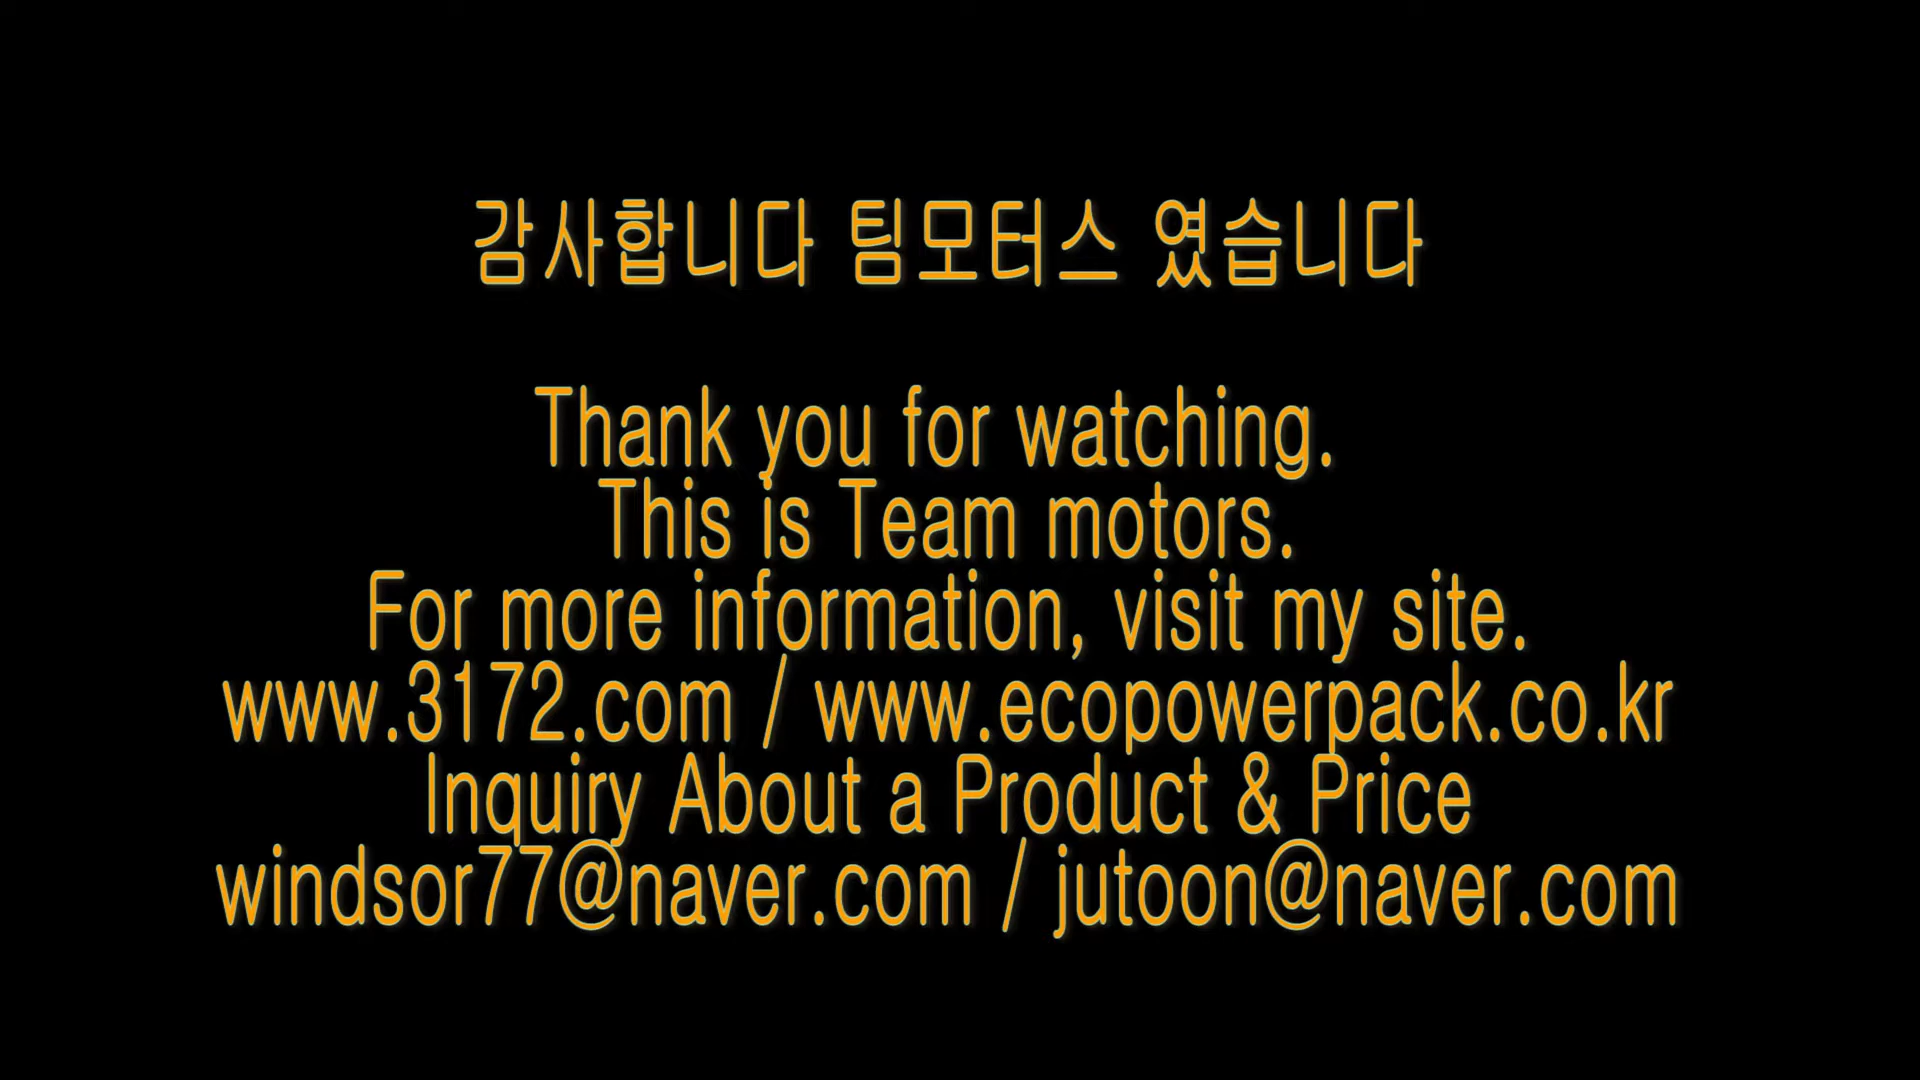 감사합니다 팀모터스 였습니다
Thank you for watching.
This is Team motors.
For more information, visit my site.
www.3172.com / www.ecopowerpack.co.kr
Inquiry About a Product & Price
windsor77@naver.com / jutoon@naver.com